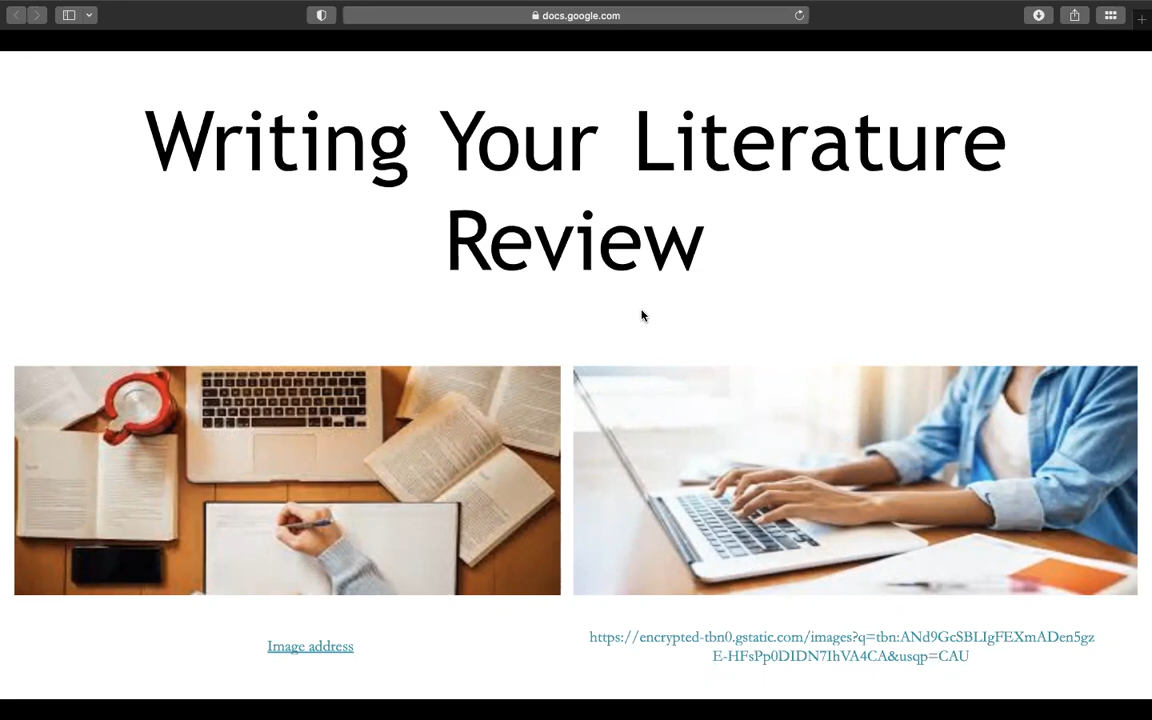 docs.google.com
Writing Your Literature
Review
Image address
https://encrypted-tbn0.gstatic.com/images?q=tbn:ANd9GcSBLIgFEXmADen5gz
E-HFsPp0DIDN7IhVA4CA&usqp=CAU